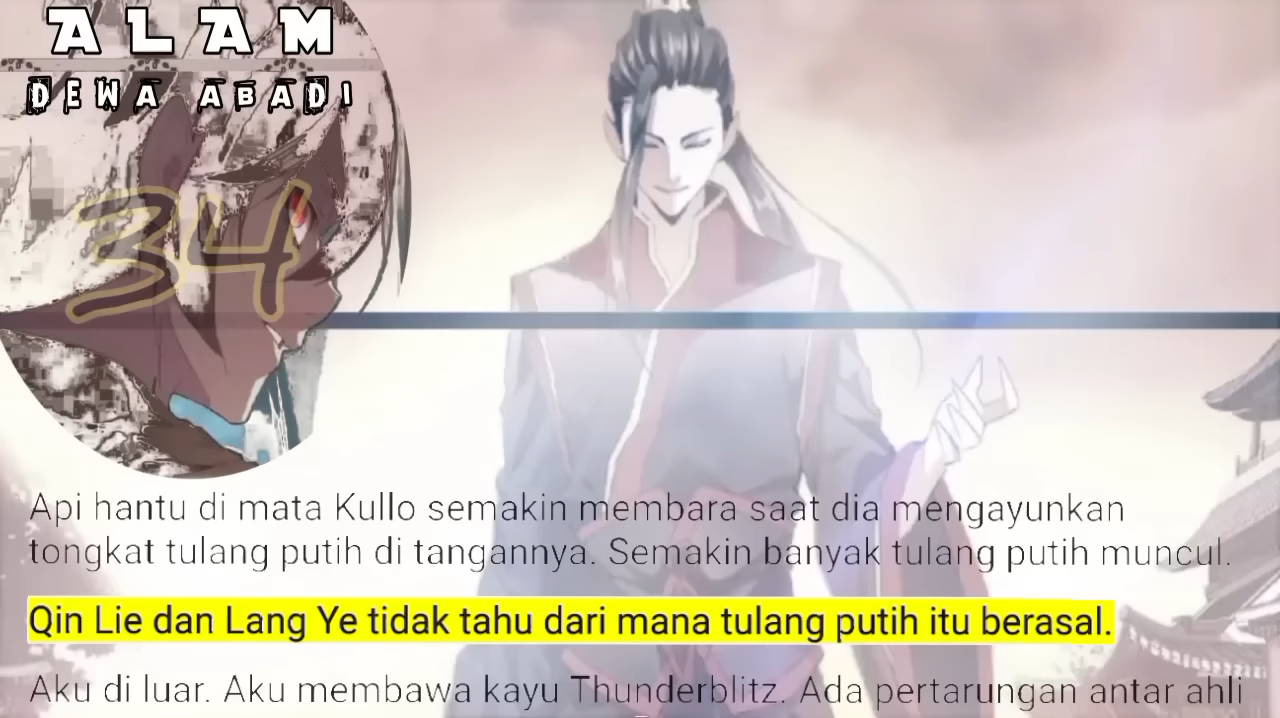 ALAM
DEWA ABADI
34
Api hantu di mata Kullo semakin membara saat dia mengayunkan
tongkat tulang putih di tangannya. Semakin banyak tulang putih muncul.
Qin Lie dan Lang Ye tidak tahu dari mana tulang putih itu berasal.
Aku di luar. Aku membawa kayu Thunderblitz. Ada pertarungan antar ahli